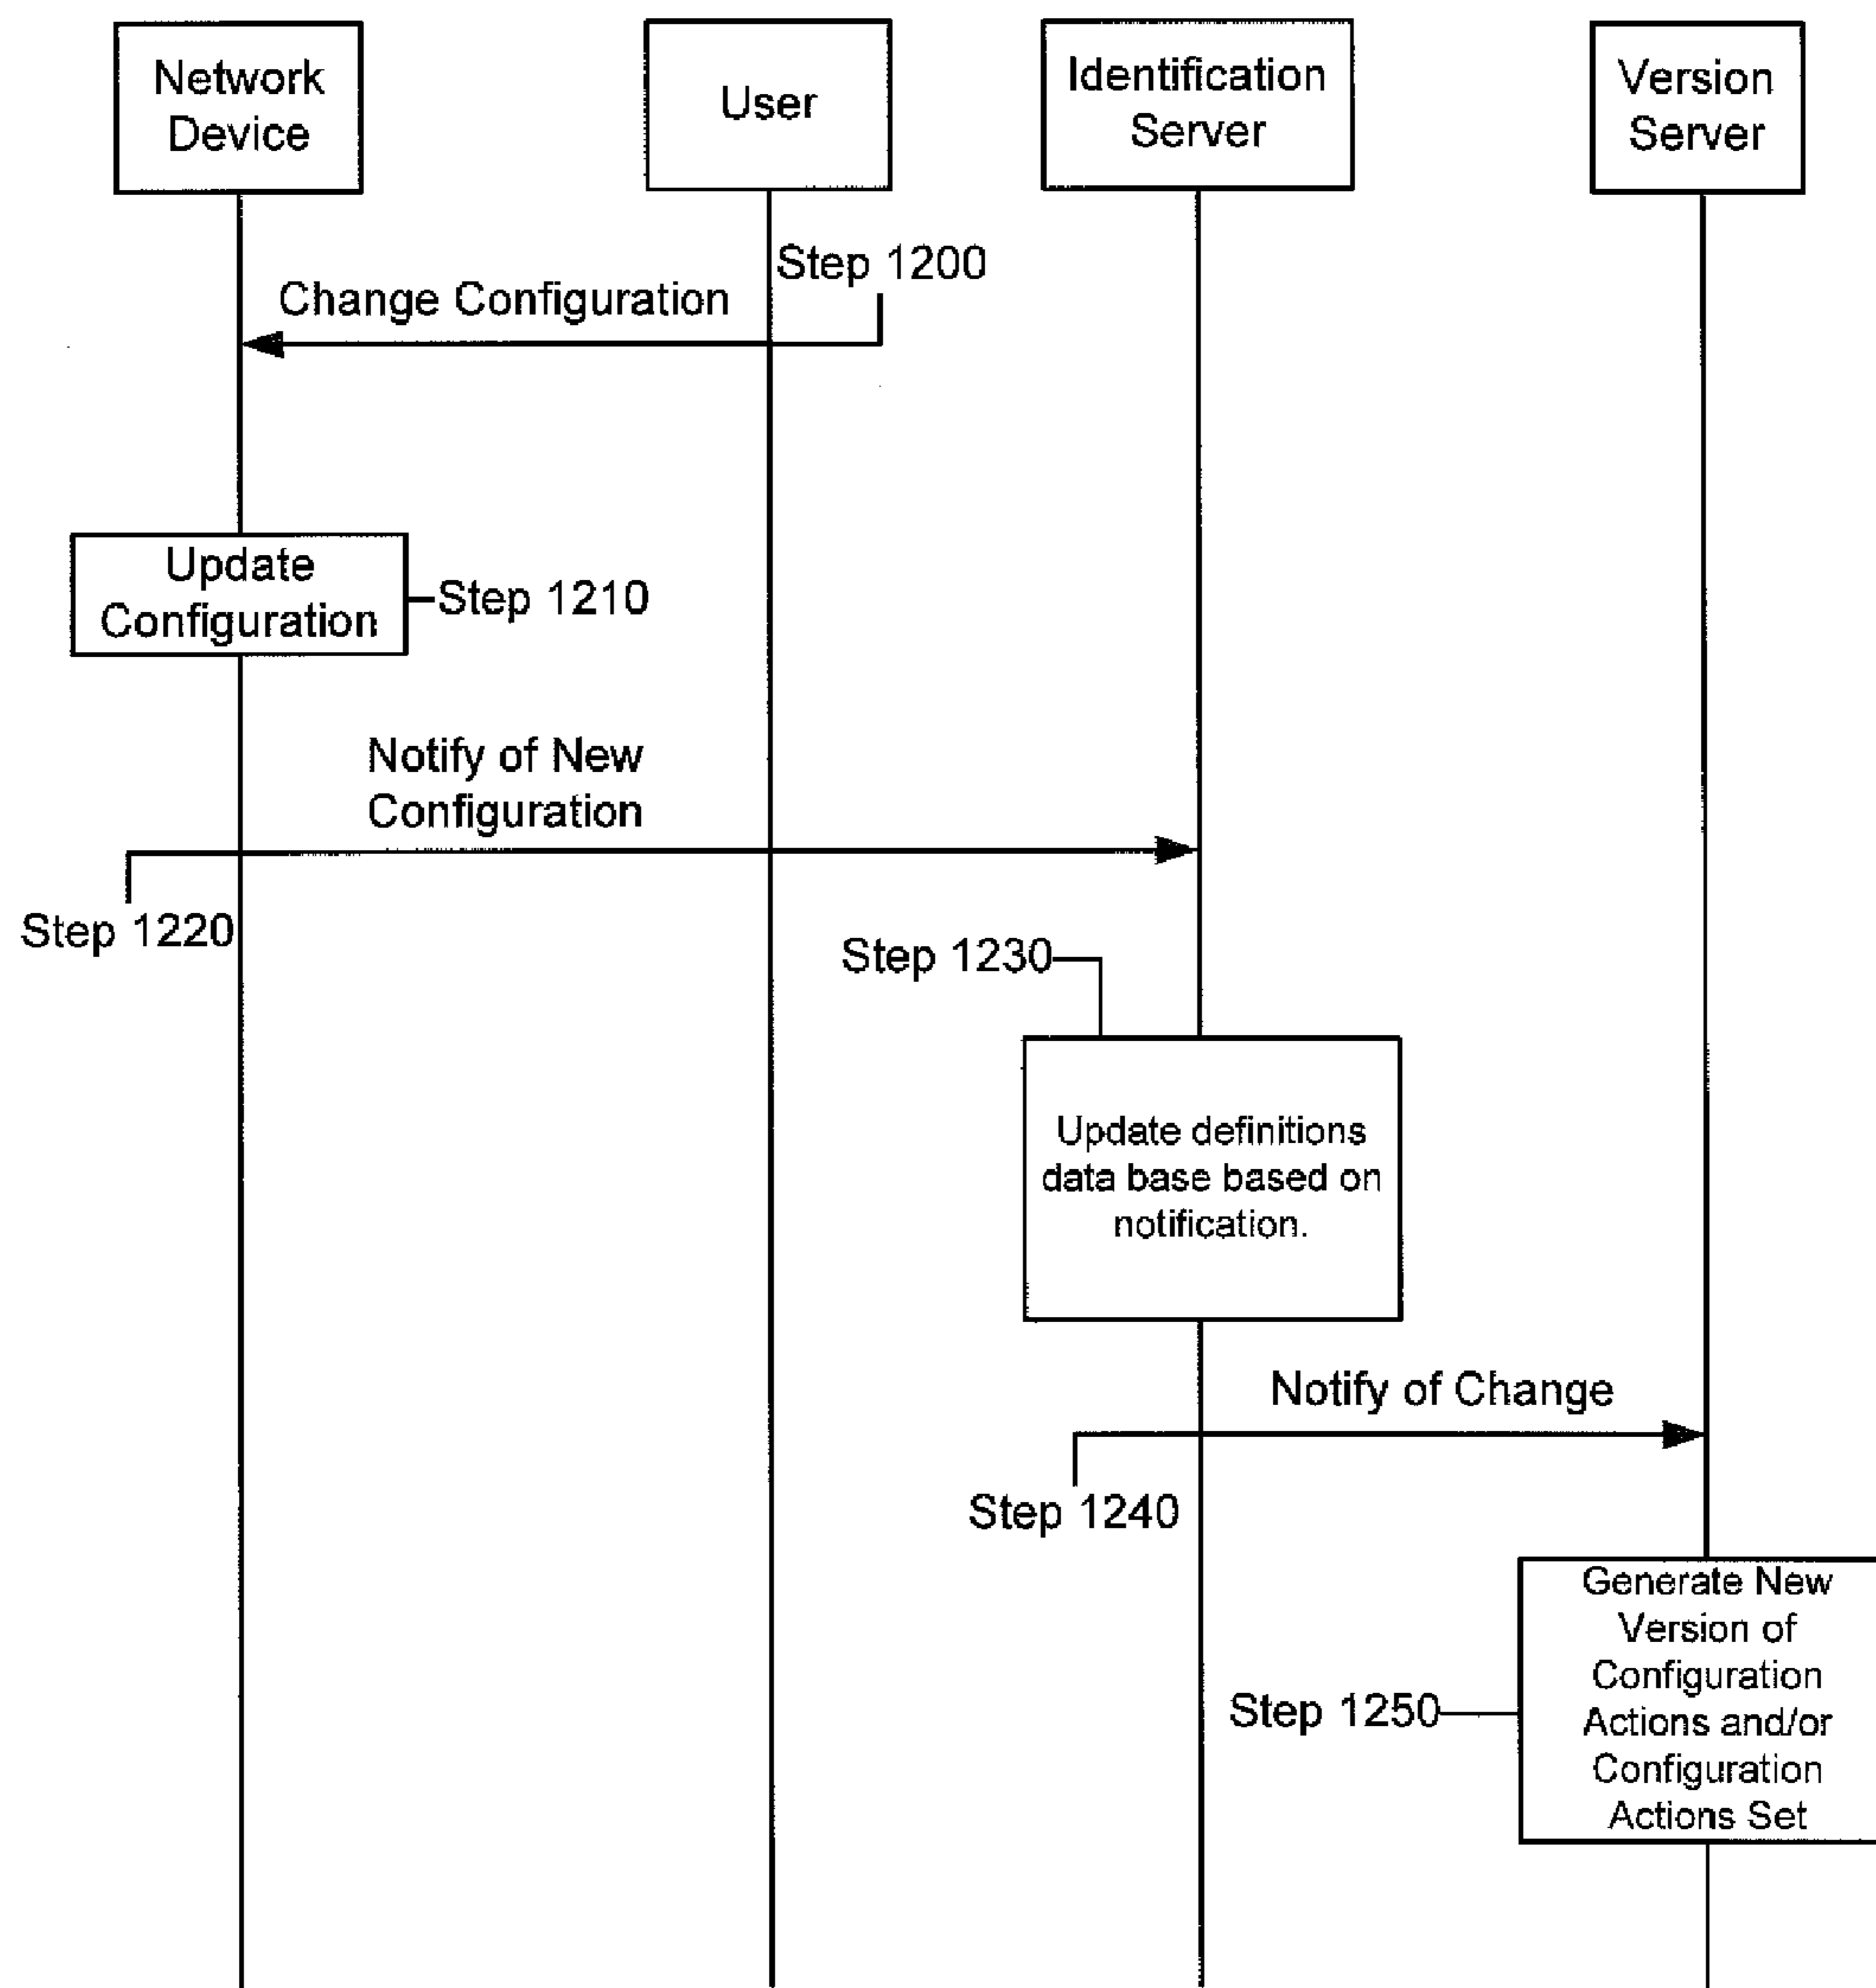 Network
Device
User
Identification
Server
Version
Server
Step 1200
Change Configuration
Update
Configuration
Step 1210
Notify of New
Configuration
Step 1220
Step 1230
Update definitions
data base based on
notification.
Notify of Change
Step 1240
Generate New
Version of
Configuration
Actions and/or
Configuration
Actions Set
Step 1250